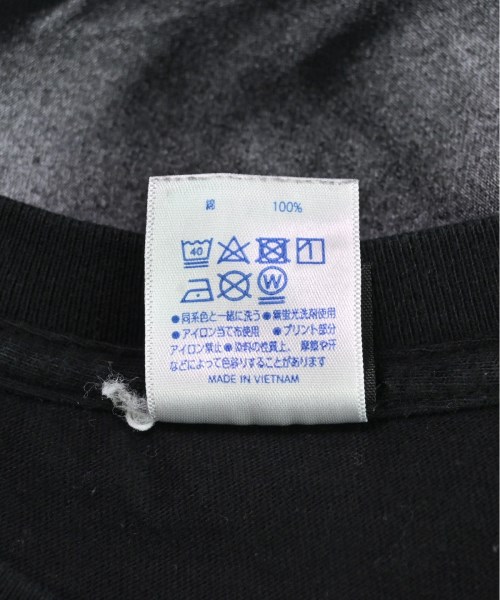 綿 100%
40
W
●同系色と一緒に洗う●無蛍光洗剤使用
●アイロン当て布使用 ●プリント部分
アイロン禁止●染料の性質上、摩擦や汗
などによって色移りすることがあります
MADE IN VIETNAM